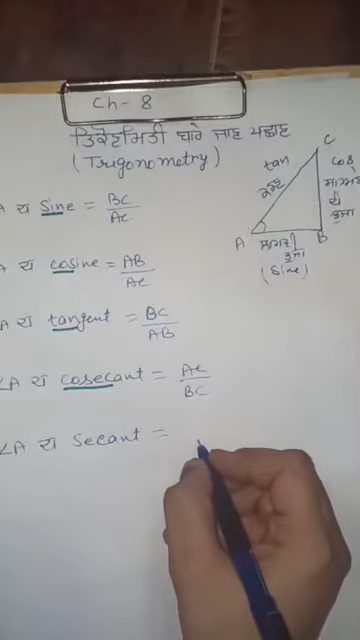 Ch- 8
ਤਿਕੋਣਮਿਤੀ ਬਾਰੇ ਜਾਣ ਪਛਾਣ
(Trigonometry)
A ਦਾ Sine = BC/AC
A ਦਾ cosine = AB/AC
A ਦਾ tangent = BC/AB
∠A ਦਾ cosecant = AC/BC
∠A ਦਾ Secant =
C
tan
ਕਰਣ
cos
ਸਾਹਮਣੇ
ਦੀ
ਭੁਜਾ
A
B
ਭੁਜਾ
(Sine)